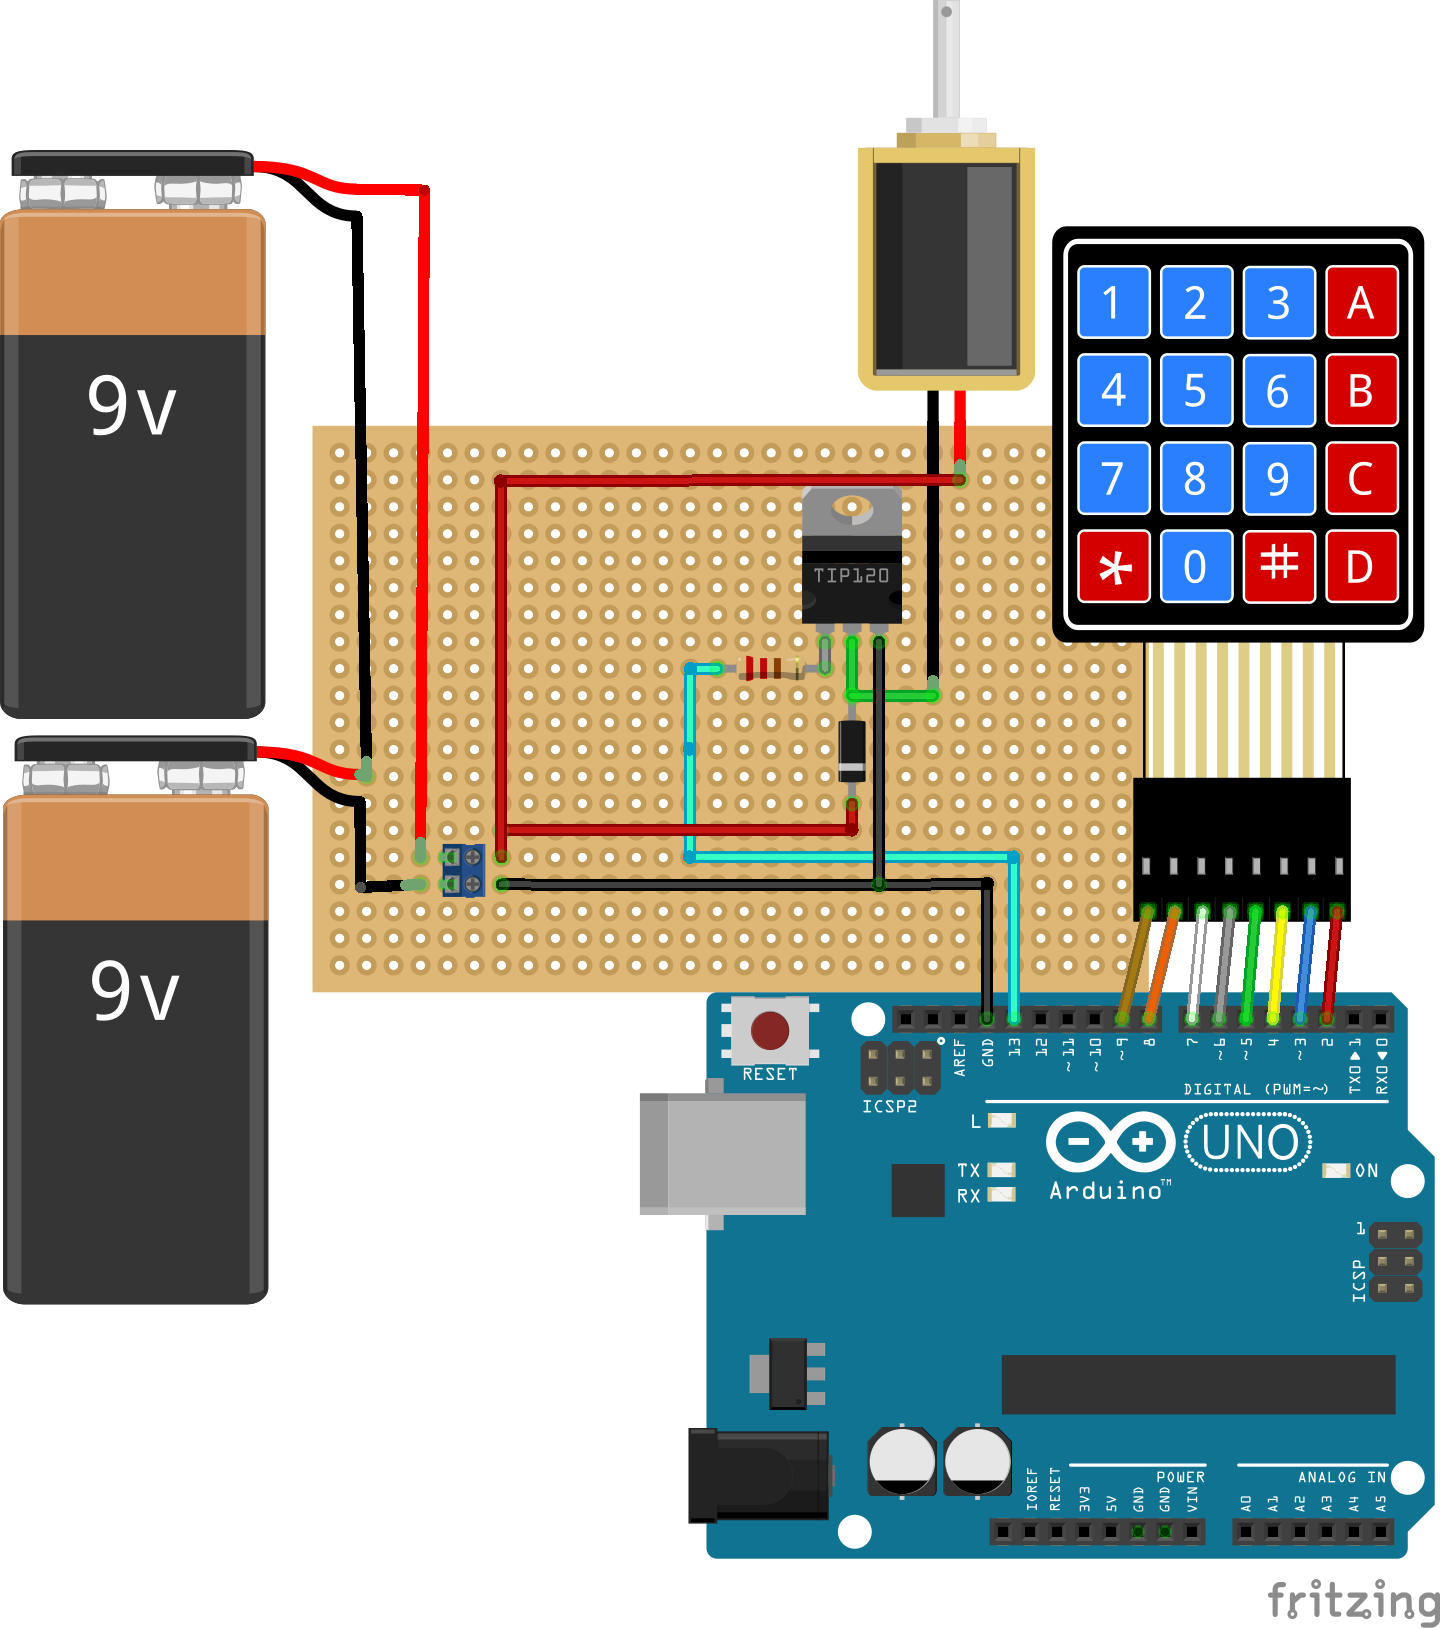 9v
9v
1 2 3 A
4 5 6 B
7 8 9 C
* 0 # D
TIP120
RESET
ICSP2
AREF
GND
13
12
~11
~10
~9
8
7
~6
~5
4
~3
2
TX0▶1
RX0◀0
DIGITAL (PWM=~)
L
TX
RX
UNO
Arduino™
ON
1
ICSP
IOREF
RESET
3V3
5V
GND
GND
VIN
POWER
ANALOG IN
A0
A1
A2
A3
A4
A5
fritzing